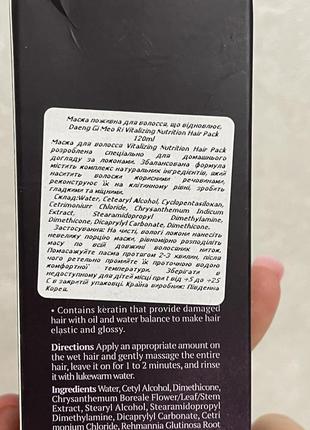 Маска поживна для волосся, що відновлює,
Daeng Gi Meo Ri Vitalizing Nutrition Hair Pack
120ml
Маска для волосся Vitalizing Nutrition Hair Pack
розроблена спеціально для домашнього
догляду за локонами. Збалансована формула
містить комплекс натуральних інгредієнтів, який
наситить волоски корисними речовинами,
реконструює їх на клітинному рівні, зробить
гладкими та міцними.
Склад:Water, Cetearyl Alcohol, Cyclopentasiloxan,
Cetrimonium Chloride, Chrysanthemum Indicum
Extract, Stearamidopropyl Dimethylamine,
Dimethicone, Dicaprylyl Carbonate, Dimethicone.
Застосування: На чисті, вологі локони нанесіть
невелику порцію маски, рівномірно розподіліть
масу по всій довжині волосяних ниток.
Помасажуйте пасма протягом 2-3 хвилин, після
чого ретельно промийте їх проточною водою
комфортної температури. Зберігати в
недоступному для дітей місці при t від +5 до +25
С в закритій упаковці. Країна виробник: Південна
Корея.
• Contains keratin that provide damaged
hair with oil and water balance to make hair
elastic and glossy.
Directions Apply an appropriate amount on
the wet hair and gently massage the entire
hair, leave it on for 1 to 2 minutes, and rinse
with lukewarm water.
Ingredients Water, Cetyl Alcohol, Dimethicone,
Chrysanthemum Boreale Flower/Leaf/Stem
Extract, Stearyl Alcohol, Stearamidopropyl
Dimethylamine, Dicaprylyl Carbonate, Cetri
monium Chloride, Rehmannia Glutinosa Root